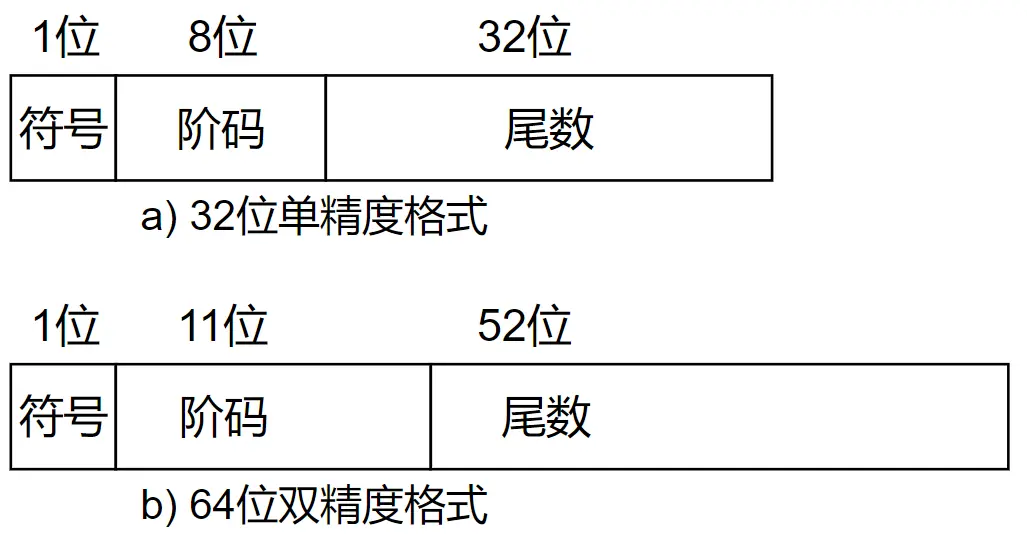 1位 8位 32位
符号 阶码 尾数
a) 32位单精度格式
1位 11位 52位
符号 阶码 尾数
b) 64位双精度格式